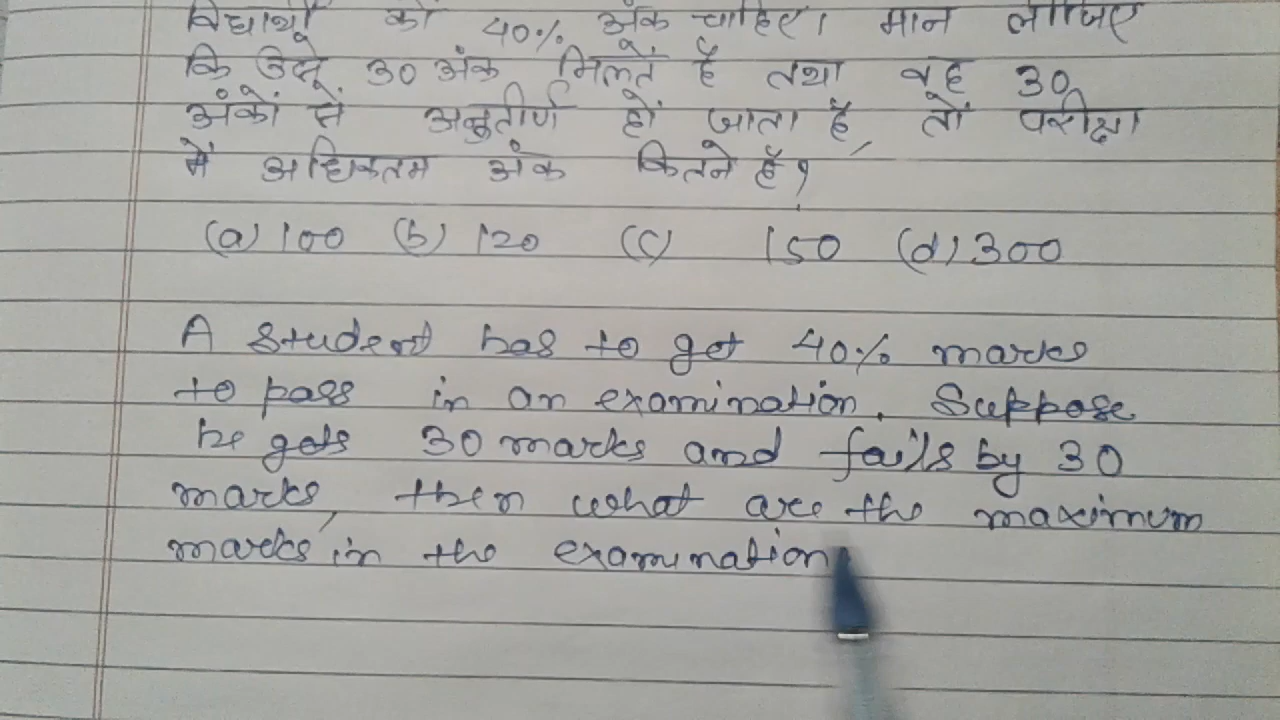 विद्यार्थी को 40% अंक चाहिए। मान लीजिए
कि उसे 30 अंक मिलते हैं तथा वह 30
अंकों से अनुतीर्ण हो जाता है, तो परीक्षा
में अधिकतम अंक कितने हैं?
(a) 100 (b) 120 (c) 150 (d) 300
A student has to get 40% marks
to pass in an examination. Suppose
he gets 30 marks and fails by 30
marks, then what are the maximum
marks in the examination